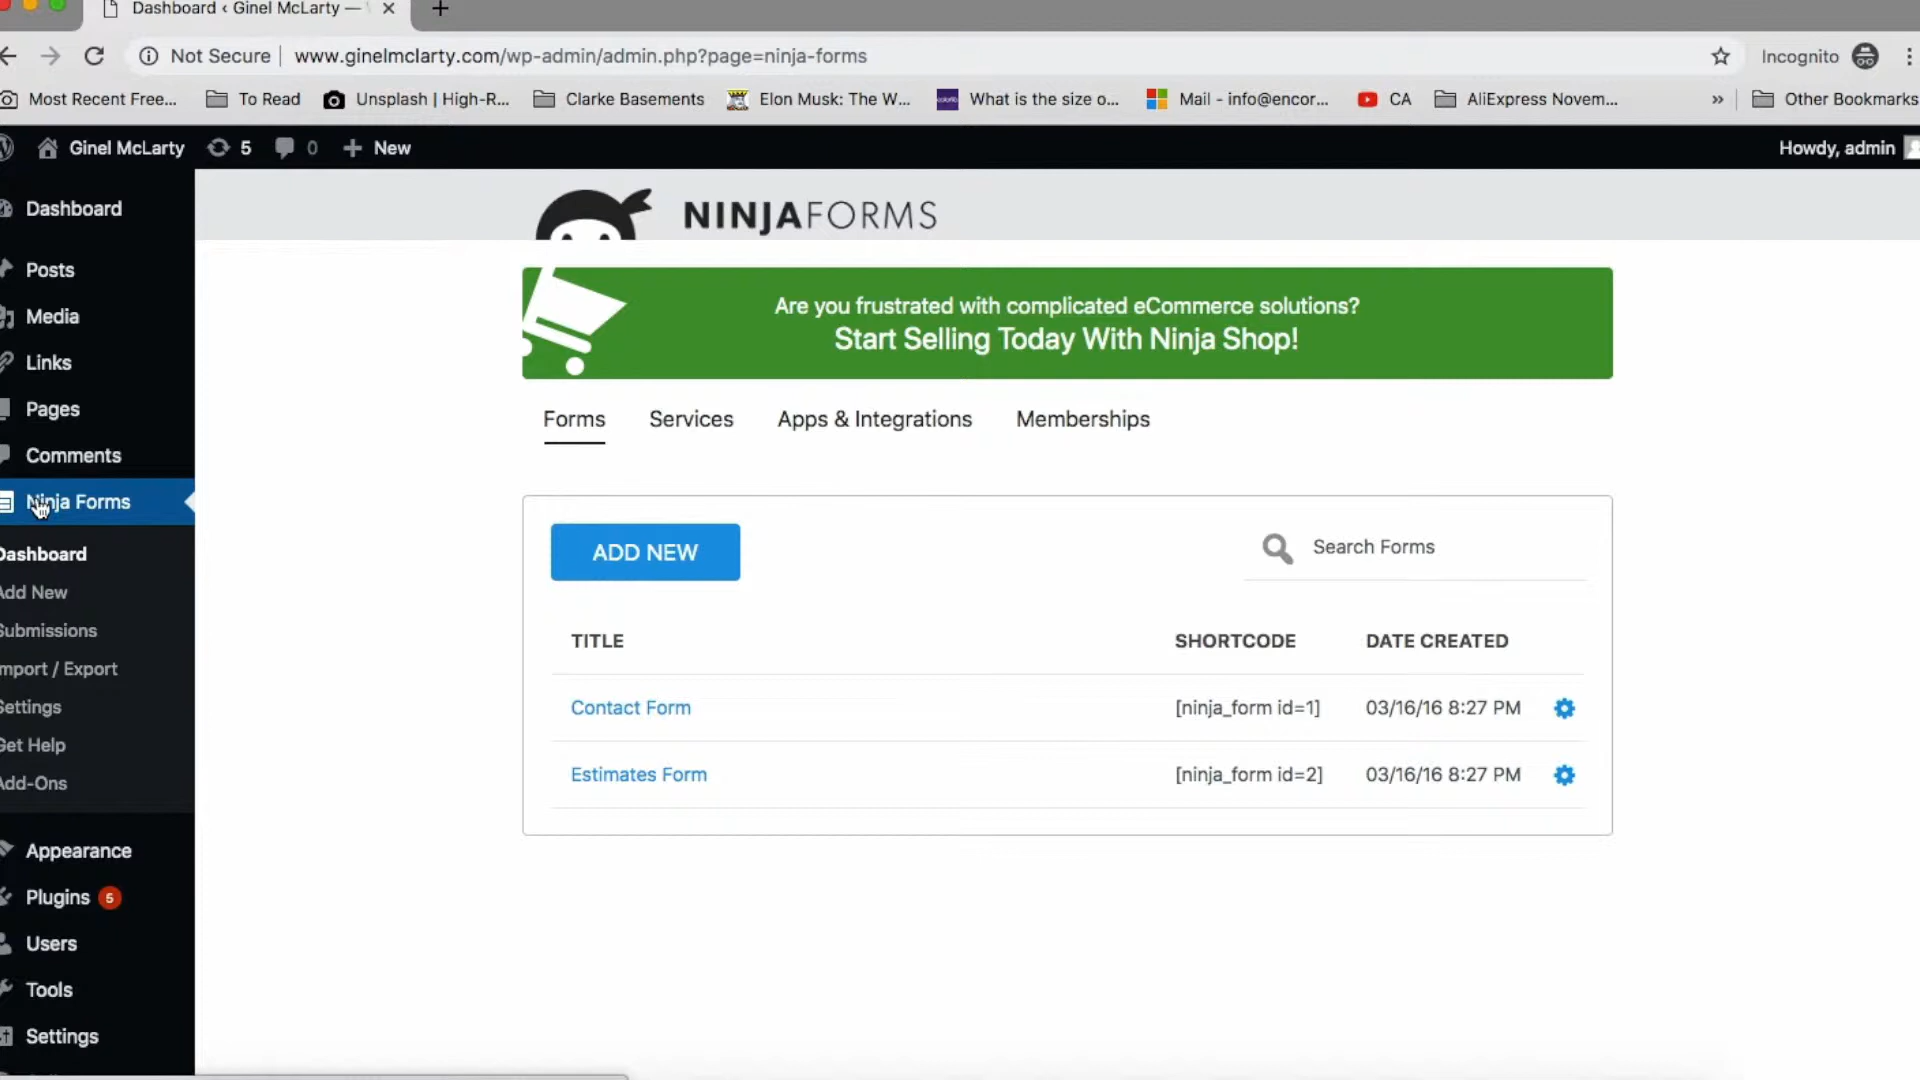 Dashboard ‹ Ginel McLarty —
Not Secure | www.ginelmclarty.com/wp-admin/admin.php?page=ninja-forms
Incognito
Most Recent Free...
To Read
Unsplash | High-R...
Clarke Basements
Elon Musk: The W...
What is the size o...
Mail - info@encor...
CA
AliExpress Novem...
»
Other Bookmarks
Ginel McLarty
5
0
+ New
Howdy, admin
Dashboard
Posts
Media
Links
Pages
Comments
Ninja Forms
Dashboard
Add New
Submissions
Import / Export
Settings
Get Help
Add-Ons
Appearance
Plugins 5
Users
Tools
Settings
NINJAFORMS
Are you frustrated with complicated eCommerce solutions?
Start Selling Today With Ninja Shop!
Forms
Services
Apps & Integrations
Memberships
ADD NEW
Search Forms
TITLE
SHORTCODE
DATE CREATED
Contact Form
[ninja_form id=1]
03/16/16 8:27 PM
Estimates Form
[ninja_form id=2]
03/16/16 8:27 PM